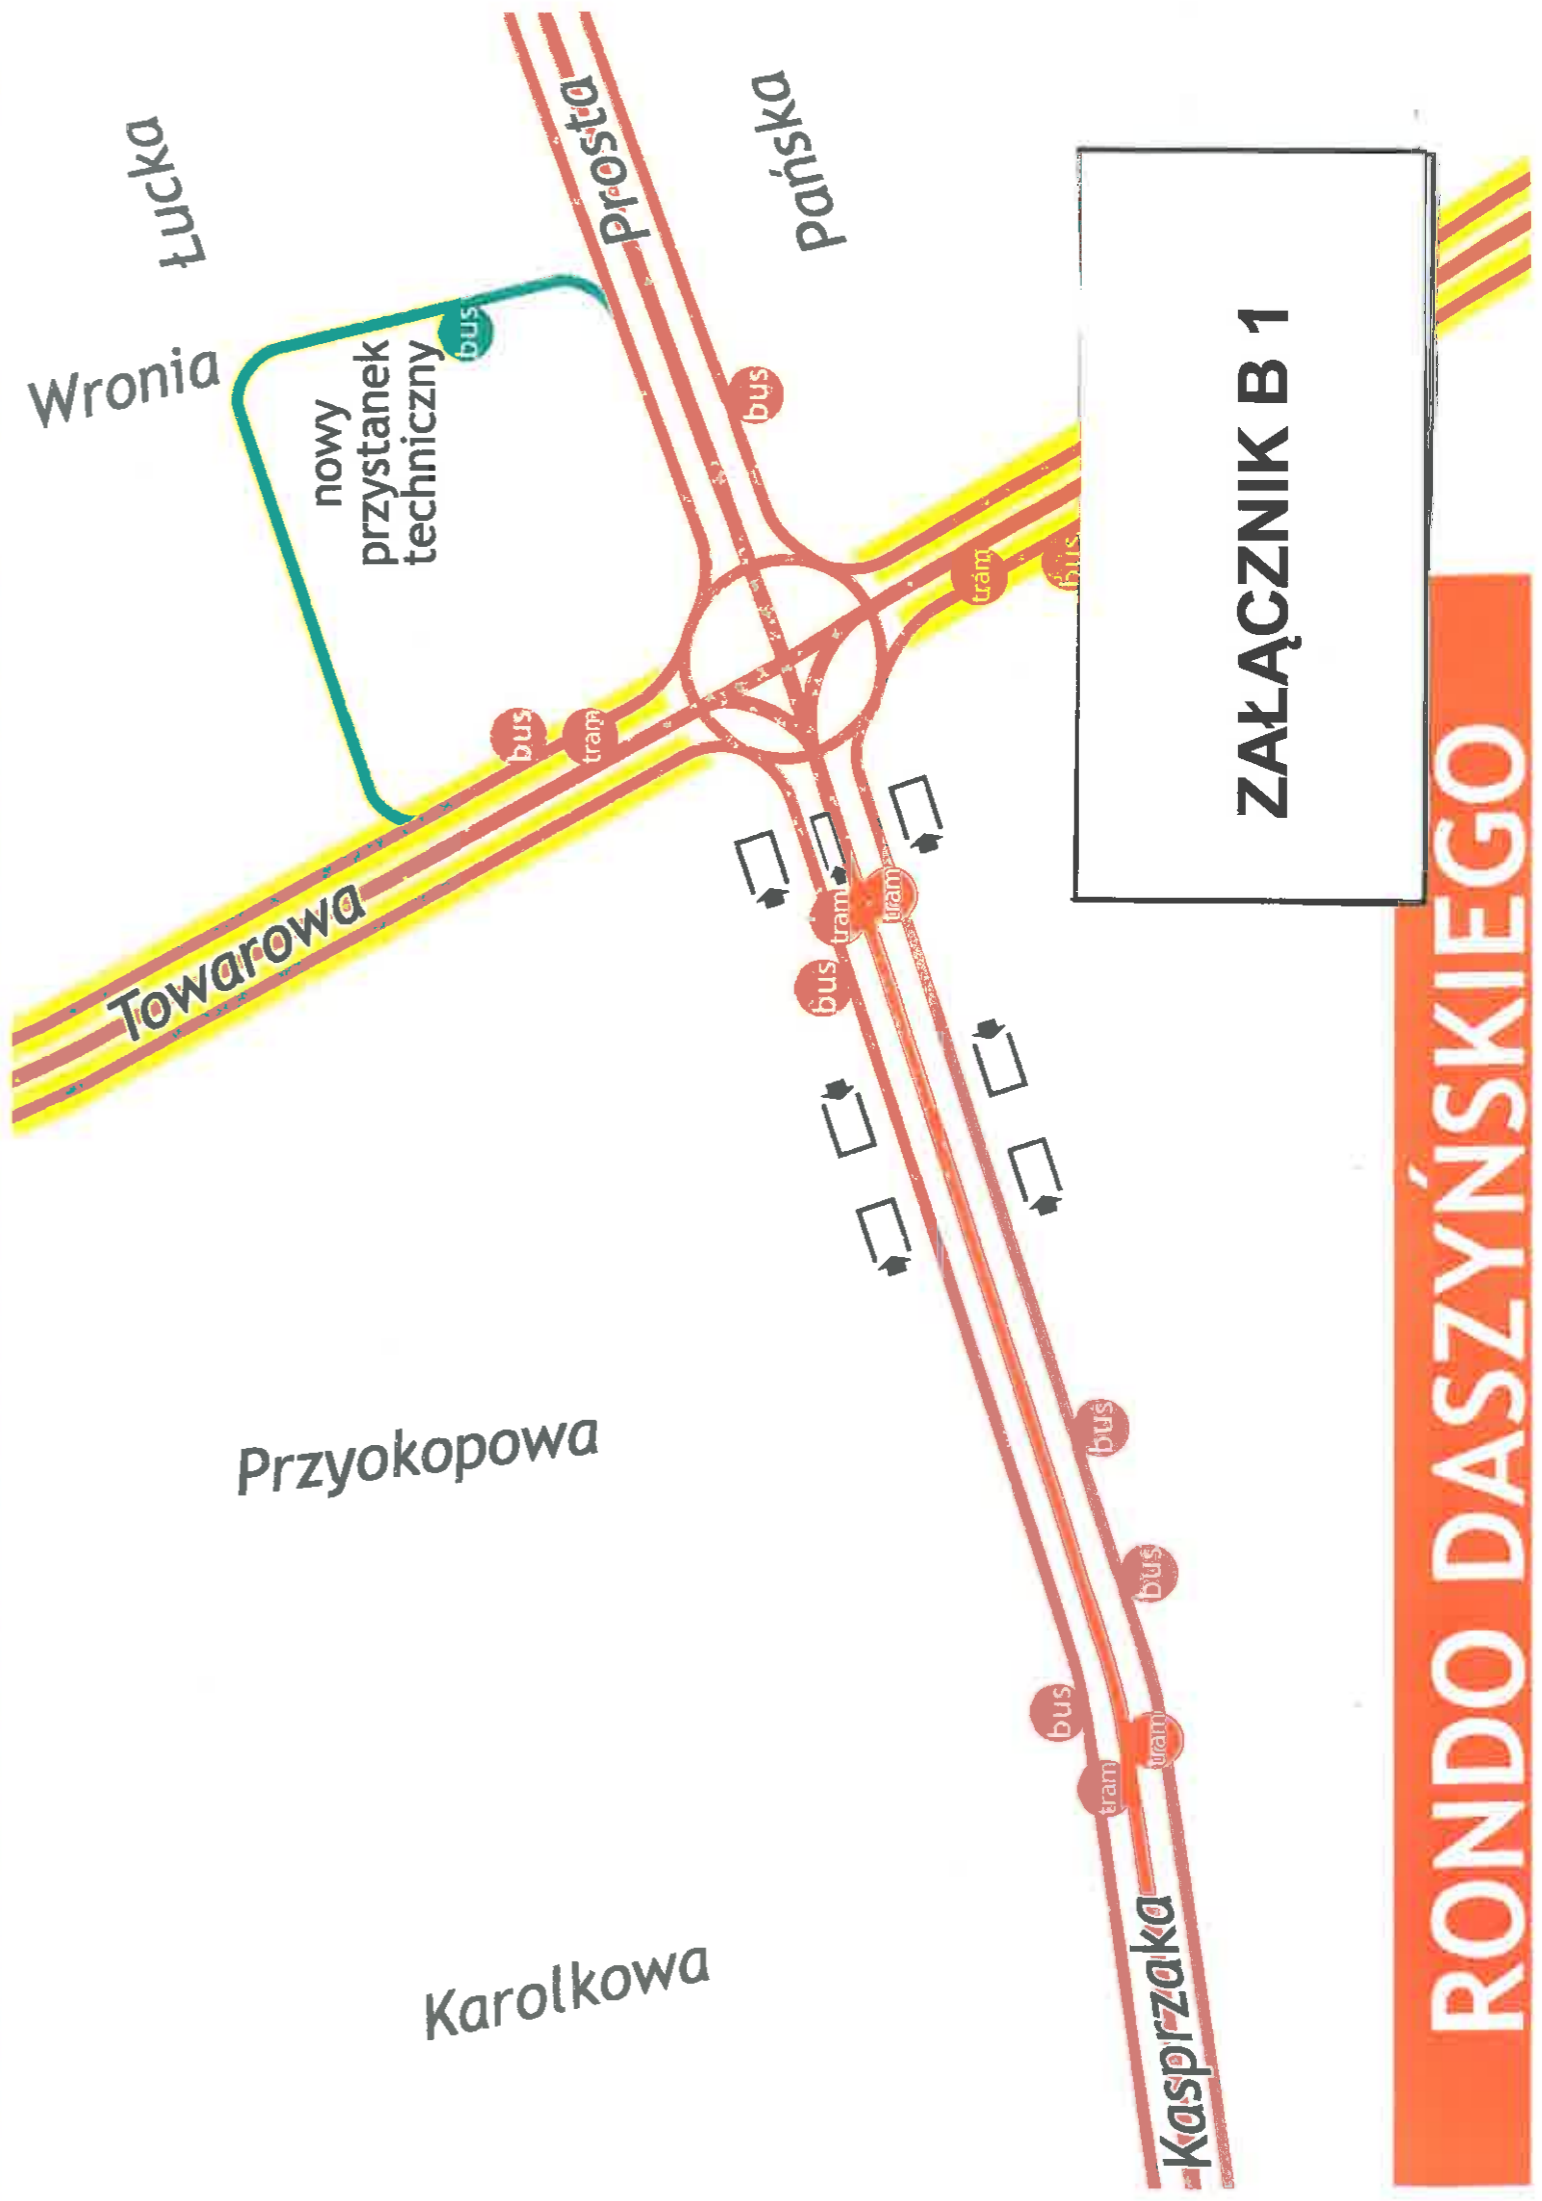 RONDO DASZYŃSKIEGO
ZAŁĄCZNIK B 1
Karolkowa
Przyokopowa
Towarowa
Wronia
Łucka
nowy
przystanek
techniczny
bus
bus
tram
Prosta
Pańska
bus
tram
bus
tram
tram
bus
bus
bus
bus
tram
tram
Kasprzaka